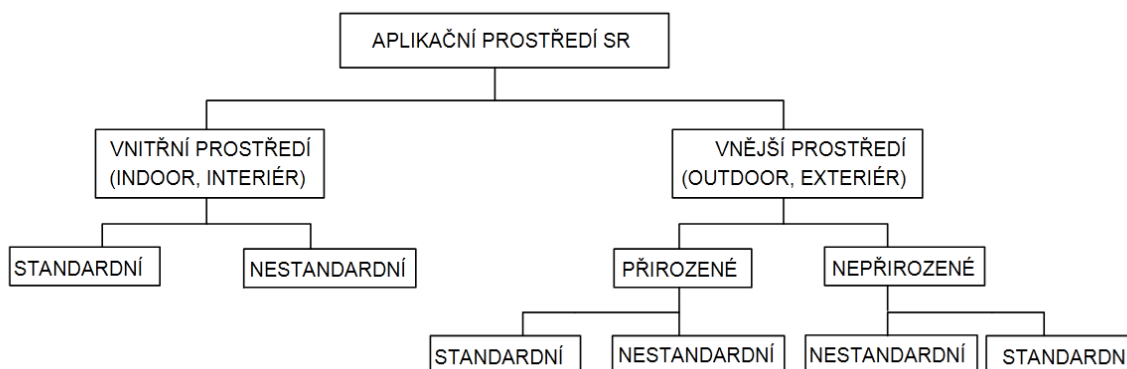 APLIKAČNÍ PROSTŘEDÍ SR
VNITŘNÍ PROSTŘEDÍ
(INDOOR, INTERIÉR)
VNĚJŠÍ PROSTŘEDÍ
(OUTDOOR, EXTERIÉR)
STANDARDNÍ
NESTANDARDNÍ
PŘIROZENÉ
NEPŘIROZENÉ
STANDARDNÍ
NESTANDARDNÍ
NESTANDARDNÍ
STANDARDN